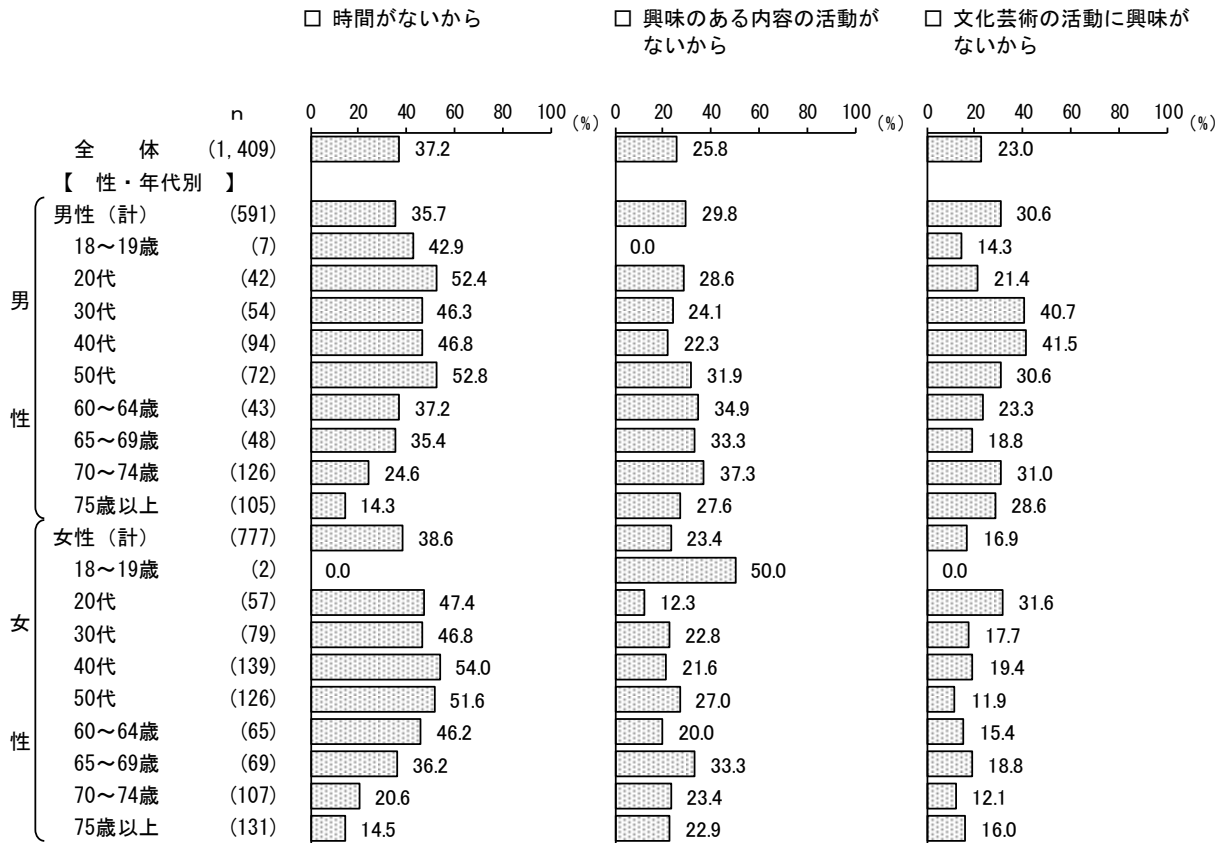 □ 時間がないから
□ 興味のある内容の活動が
ないから
□ 文化芸術の活動に興味が
ないから
n
0 20 40 60 80 100 (%)
0 20 40 60 80 100 (%)
0 20 40 60 80 100 (%)
全 体 (1,409) 37.2 25.8 23.0
【 性・年代別 】
男性（計） (591) 35.7 29.8 30.6
18～19歳 (7) 42.9 0.0 14.3
20代 (42) 52.4 28.6 21.4
男
30代 (54) 46.3 24.1 40.7
40代 (94) 46.8 22.3 41.5
50代 (72) 52.8 31.9 30.6
60～64歳 (43) 37.2 34.9 23.3
性
65～69歳 (48) 35.4 33.3 18.8
70～74歳 (126) 24.6 37.3 31.0
75歳以上 (105) 14.3 27.6 28.6
女性（計） (777) 38.6 23.4 16.9
18～19歳 (2) 0.0 50.0 0.0
20代 (57) 47.4 12.3 31.6
女
30代 (79) 46.8 22.8 17.7
40代 (139) 54.0 21.6 19.4
50代 (126) 51.6 27.0 11.9
60～64歳 (65) 46.2 20.0 15.4
性
65～69歳 (69) 36.2 33.3 18.8
70～74歳 (107) 20.6 23.4 12.1
75歳以上 (131) 14.5 22.9 16.0